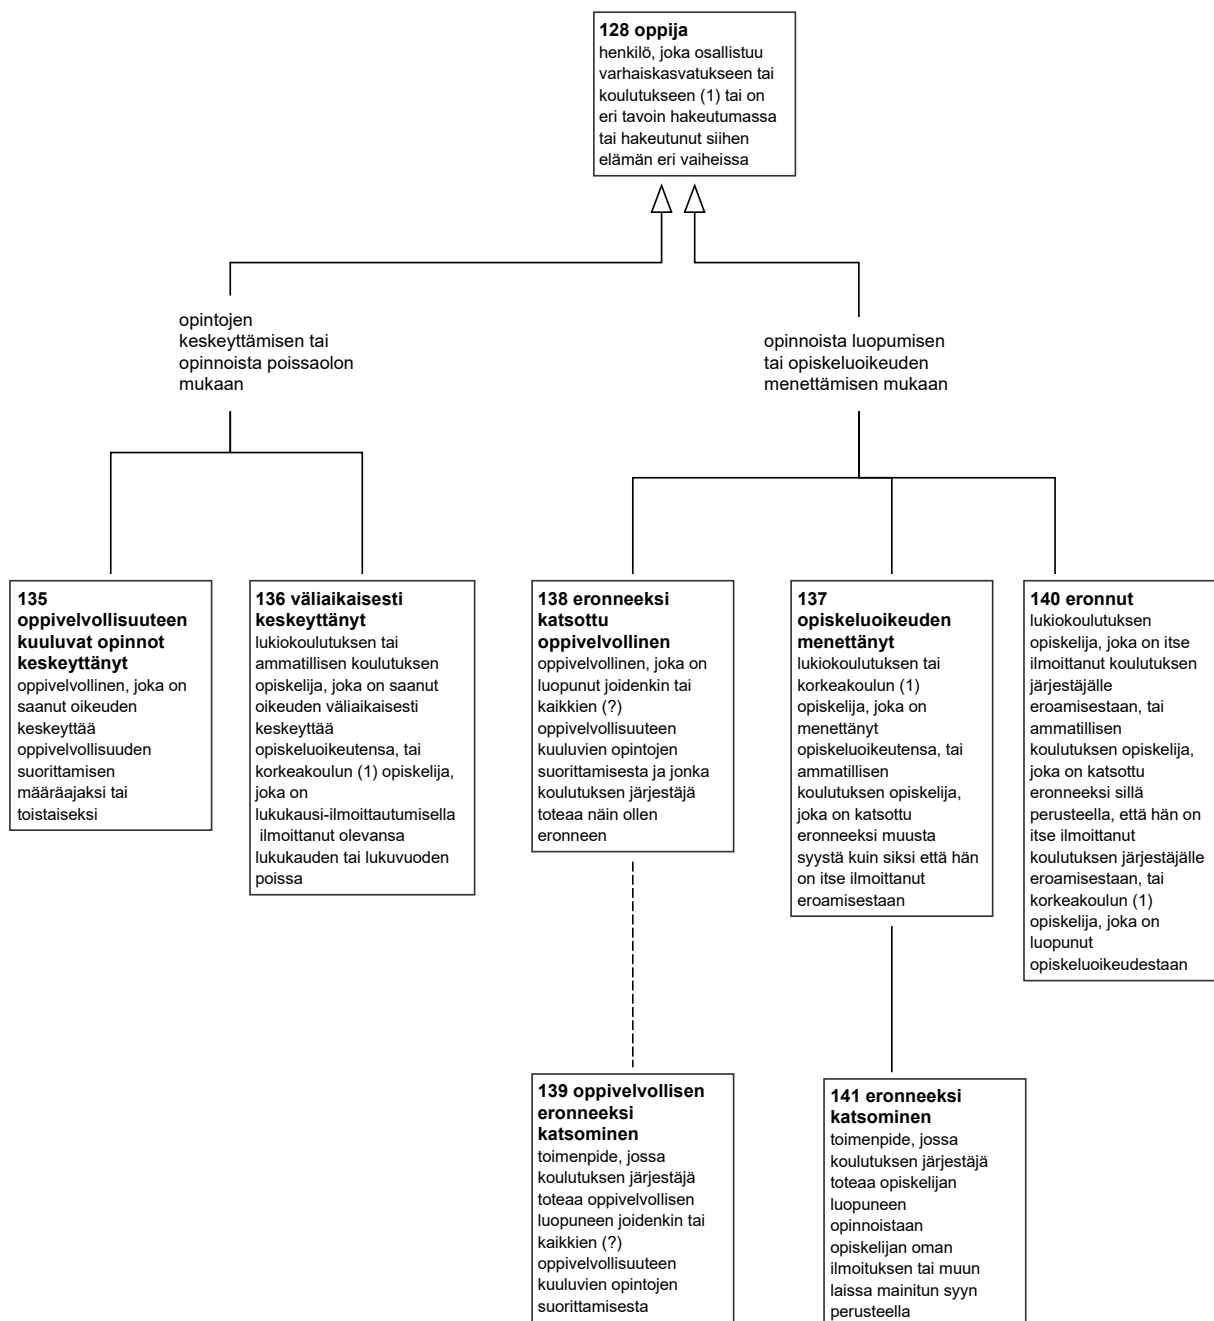 128 oppija
henkilö, joka osallistuu
varhaiskasvatukseen tai
koulutukseen (1) tai on
eri tavoin hakeutumassa
tai hakeutunut siihen
elämän eri vaiheissa
opintojen
keskeyttämisen tai
opinnoista poissaolon
mukaan
opinnoista luopumisen
tai opiskeluoikeuden
menettämisen mukaan
135
oppivelvollisuuteen
kuuluvat opinnot
keskeyttänyt
oppivelvollinen, joka on
saanut oikeuden
keskeyttää
oppivelvollisuuden
suorittamisen
määräajaksi tai
toistaiseksi
136 väliaikaisesti
keskeyttänyt
lukiokoulutuksen tai
ammatillisen koulutuksen
opiskelija, joka on saanut
oikeuden väliaikaisesti
keskeyttää
opiskeluoikeutensa, tai
korkeakoulun (1) opiskelija,
joka on
lukukausi-ilmoittautumisella
ilmoittanut olevansa
lukukauden tai lukuvuoden
poissa
138 eronneeksi
katsottu
oppivelvollinen
oppivelvollinen, joka on
luopunut joidenkin tai
kaikkien (?)
oppivelvollisuuteen
kuuluvien opintojen
suorittamisesta ja jonka
koulutuksen järjestäjä
toteaa näin ollen
eronneen
137
opiskeluoikeuden
menettänyt
lukiokoulutuksen tai
korkeakoulun (1)
opiskelija, joka on
menettänyt
opiskeluoikeutensa, tai
ammatillisen
koulutuksen opiskelija,
joka on katsottu
eronneeksi muusta
syystä kuin siksi että hän
on itse ilmoittanut
eroamisestaan
140 eronnut
lukiokoulutuksen
opiskelija, joka on itse
ilmoittanut koulutuksen
järjestäjälle
eroamisestaan, tai
ammatillisen
koulutuksen opiskelija,
joka on katsottu
eronneeksi sillä
perusteella, että hän on
itse ilmoittanut
koulutuksen järjestäjälle
eroamisestaan, tai
korkeakoulun (1)
opiskelija, joka on
luopunut
opiskeluoikeudestaan
139 oppivelvollisen
eronneeksi
katsominen
toimenpide, jossa
koulutuksen järjestäjä
toteaa oppivelvollisen
luopuneen joidenkin tai
kaikkien (?)
oppivelvollisuuteen
kuuluvien opintojen
suorittamisesta
141 eronneeksi
katsominen
toimenpide, jossa
koulutuksen järjestäjä
toteaa opiskelijan
luopuneen
opinnoistaan
opiskelijan oman
ilmoituksen tai muun
laissa mainitun syyn
perusteella